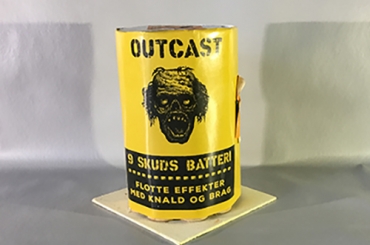 OUTCAST
9 SKUDS BATTERI
FLOTTE EFFEKTER
MED KNALD OG BRAG